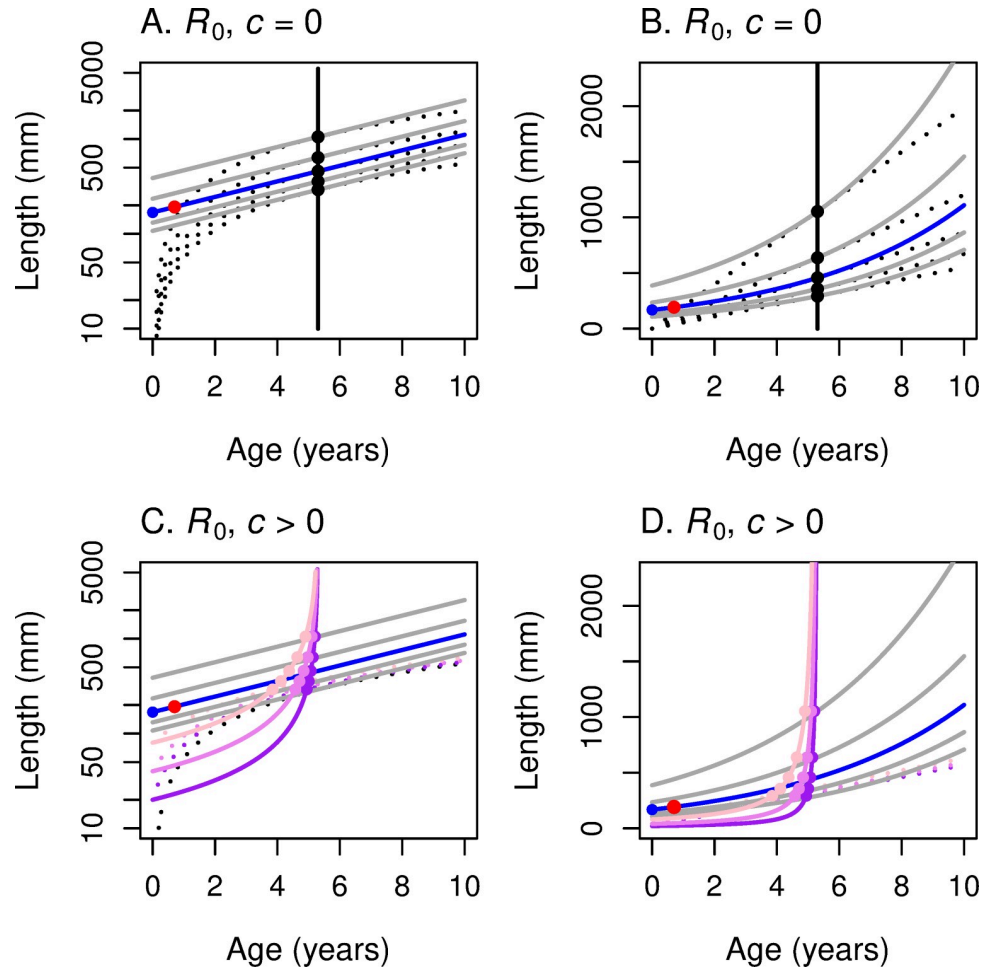 A. R₀, c = 0
Length (mm)
5000
500
50
10
0 2 4 6 8 10
Age (years)
B. R₀, c = 0
Length (mm)
2000
1000
0
0 2 4 6 8 10
Age (years)
C. R₀, c > 0
Length (mm)
5000
500
50
10
0 2 4 6 8 10
Age (years)
D. R₀, c > 0
Length (mm)
2000
1000
0
0 2 4 6 8 10
Age (years)